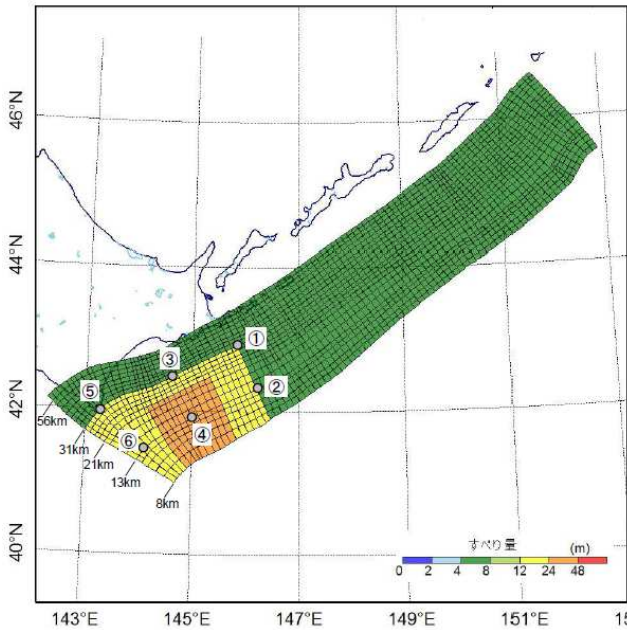 46°N
44°N
42°N
40°N
①
②
③
④
⑤
⑥
56km
31km
21km
13km
8km
すべり量 (m)
0 2 4 8 12 24 48
143°E 145°E 147°E 149°E 151°E 15